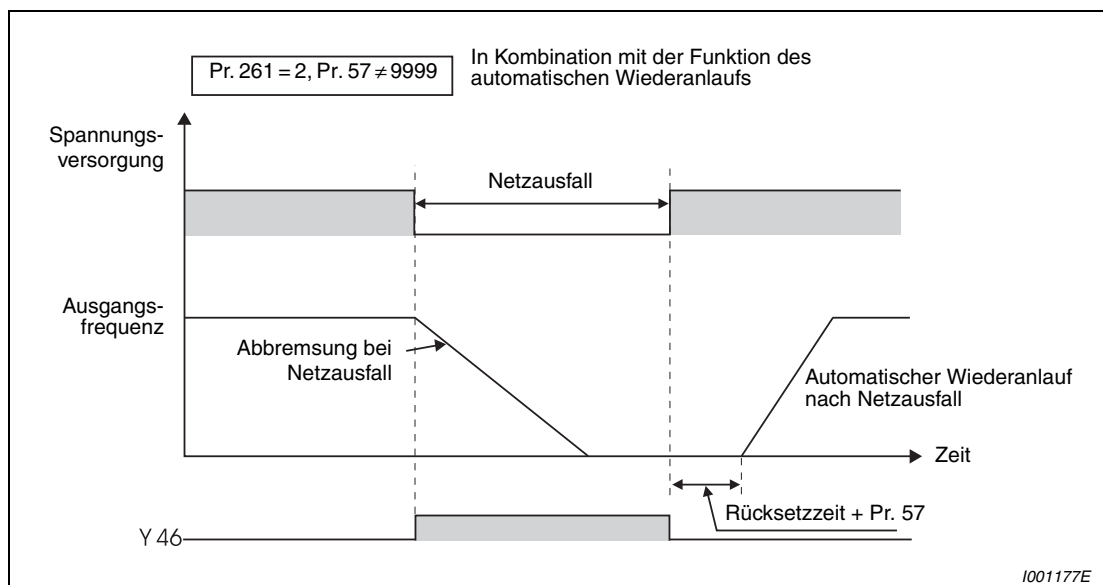 Pr. 261 = 2, Pr. 57 ≠ 9999
In Kombination mit der Funktion des
automatischen Wiederanlaufs
Spannungs-
versorgung
Netzausfall
Ausgangs-
frequenz
Abbremsung bei
Netzausfall
Automatischer Wiederanlauf
nach Netzausfall
Zeit
Rücksetzzeit + Pr. 57
Y 46
I001177E